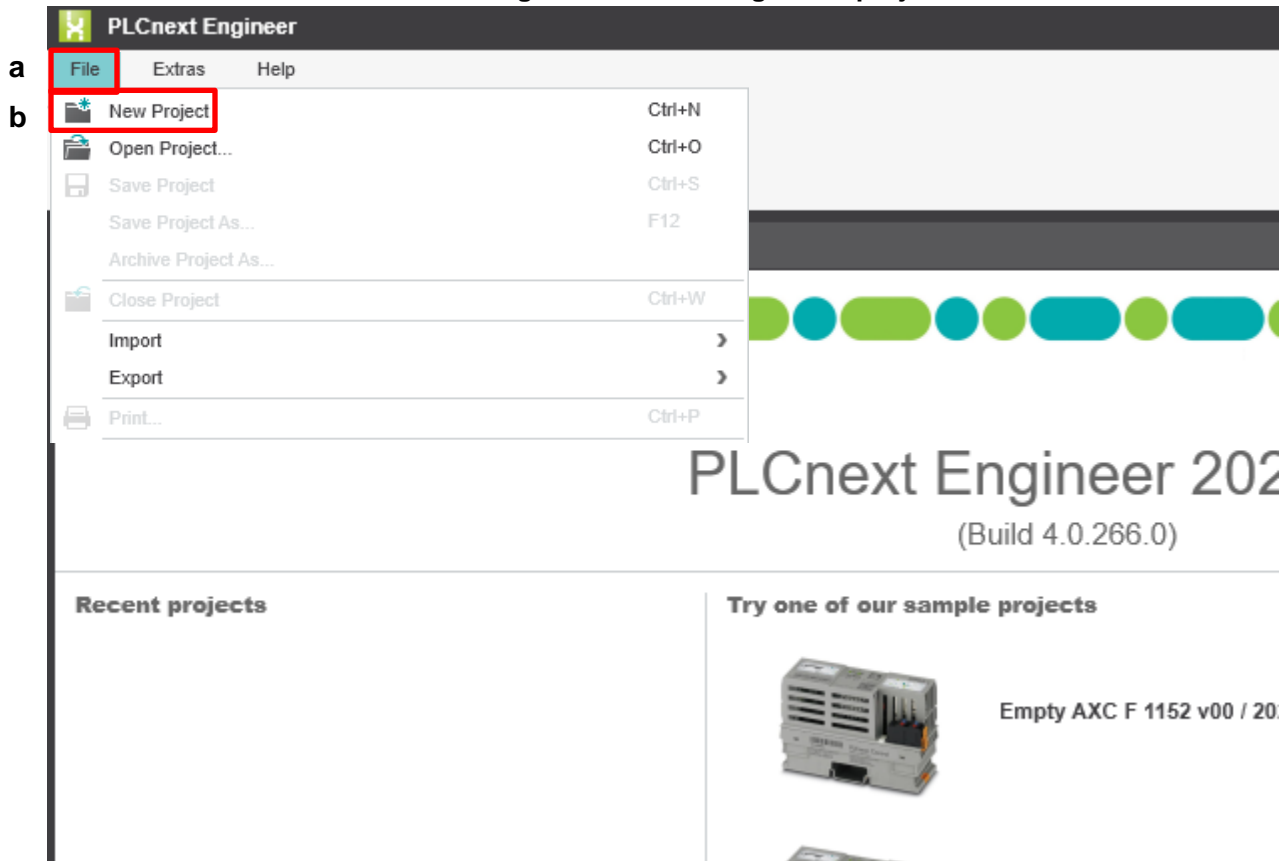 PLCnext Engineer
a File Extras Help
b New Project Ctrl+N
Open Project... Ctrl+O
Save Project Ctrl+S
Save Project As... F12
Archive Project As...
Close Project Ctrl+W
Import
Export
Print... Ctrl+P
PLCnext Engineer 202
(Build 4.0.266.0)
Recent projects
Try one of our sample projects
Empty AXC F 1152 v00 / 20